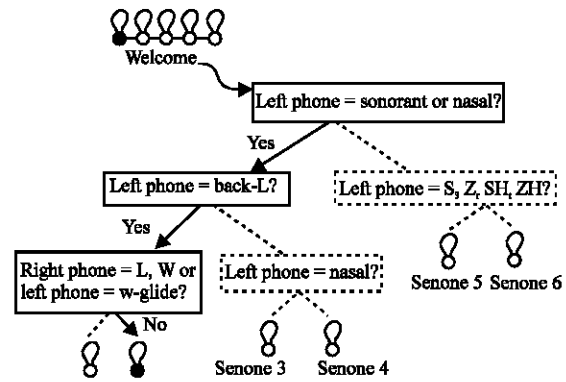 Welcome
Left phone = sonorant or nasal?
Yes
Left phone = back-L?
Left phone = S, Z, SH, ZH?
Yes
Right phone = L, W or
left phone = w-glide?
Left phone = nasal?
Senone 5
Senone 6
No
Senone 3
Senone 4